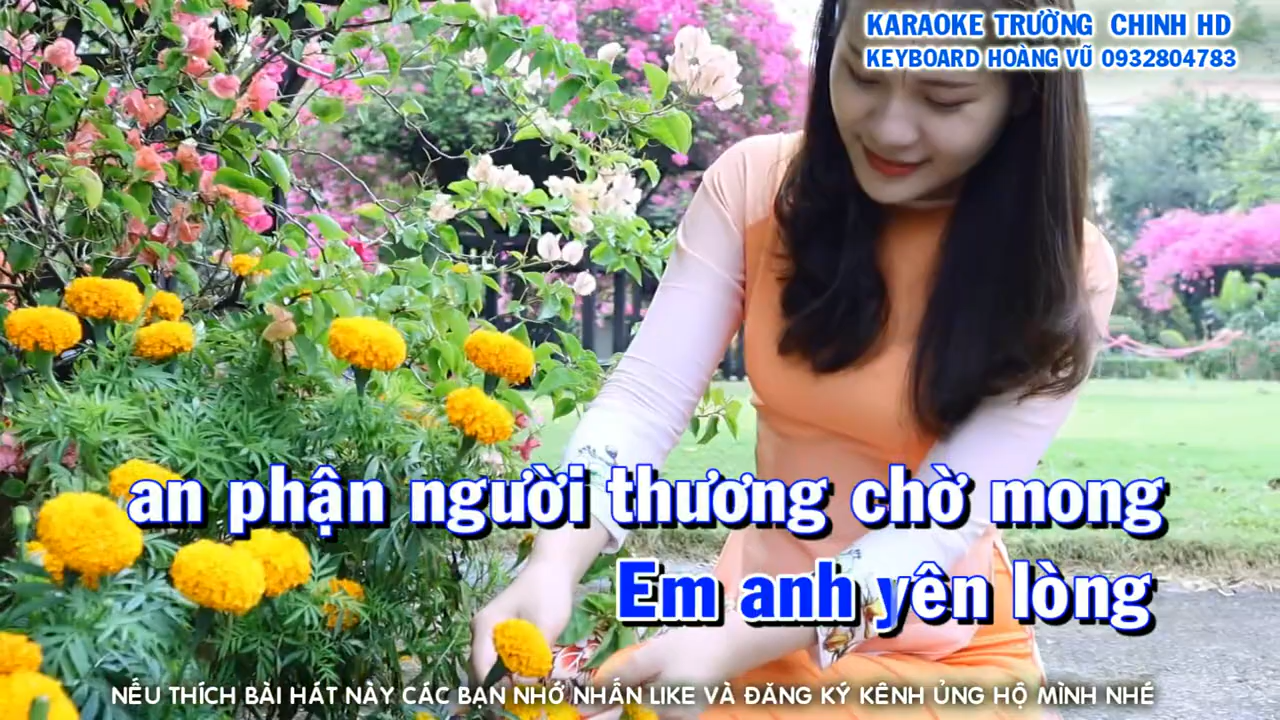 KARAOKE TRƯỜNG CHINH HD
KEYBOARD HOÀNG VŨ 0932804783
an phận người thương chờ mong
Em anh yên lòng
NẾU THÍCH BÀI HÁT NÀY CÁC BẠN NHỚ NHẤN LIKE VÀ ĐĂNG KÝ KÊNH ỦNG HỘ MÌNH NHÉ